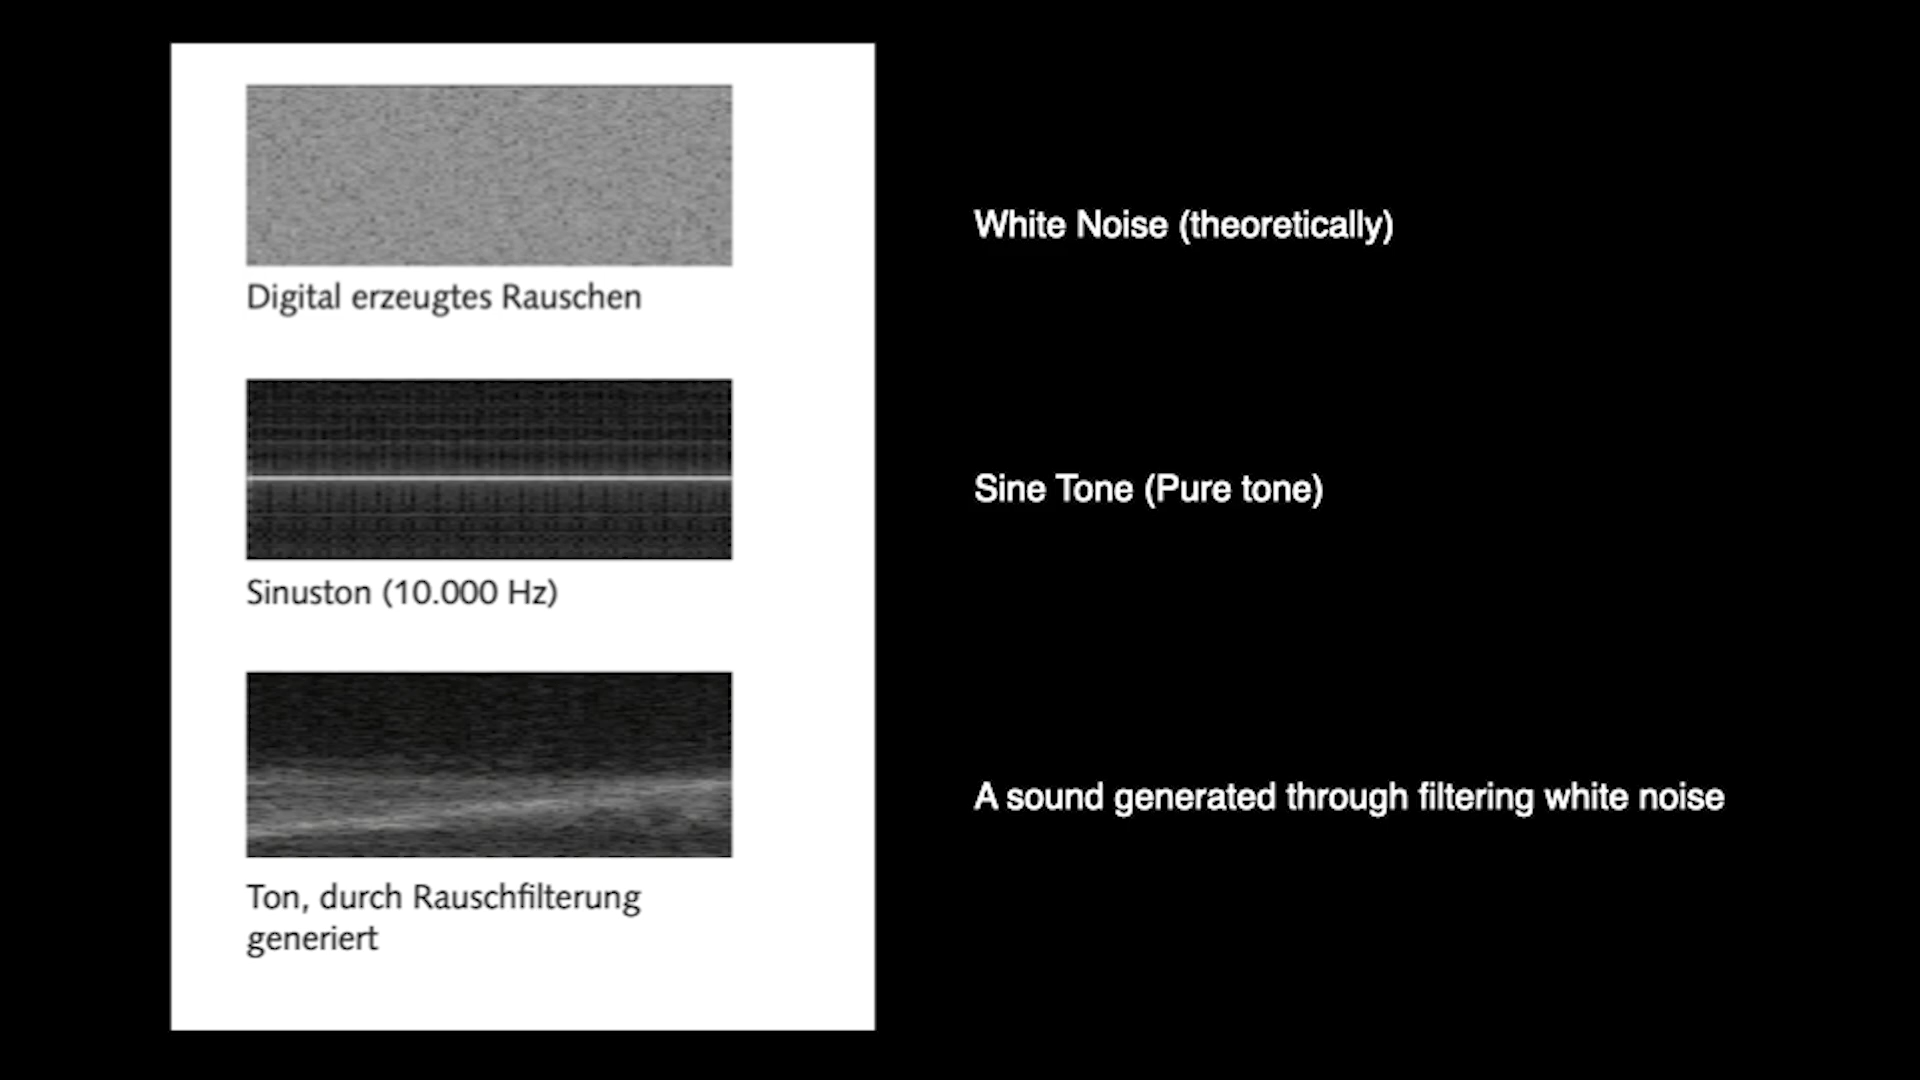 White Noise (theoretically)
Digital erzeugtes Rauschen
Sine Tone (Pure tone)
Sinuston (10.000 Hz)
A sound generated through filtering white noise
Ton, durch Rauschfilterung
generiert